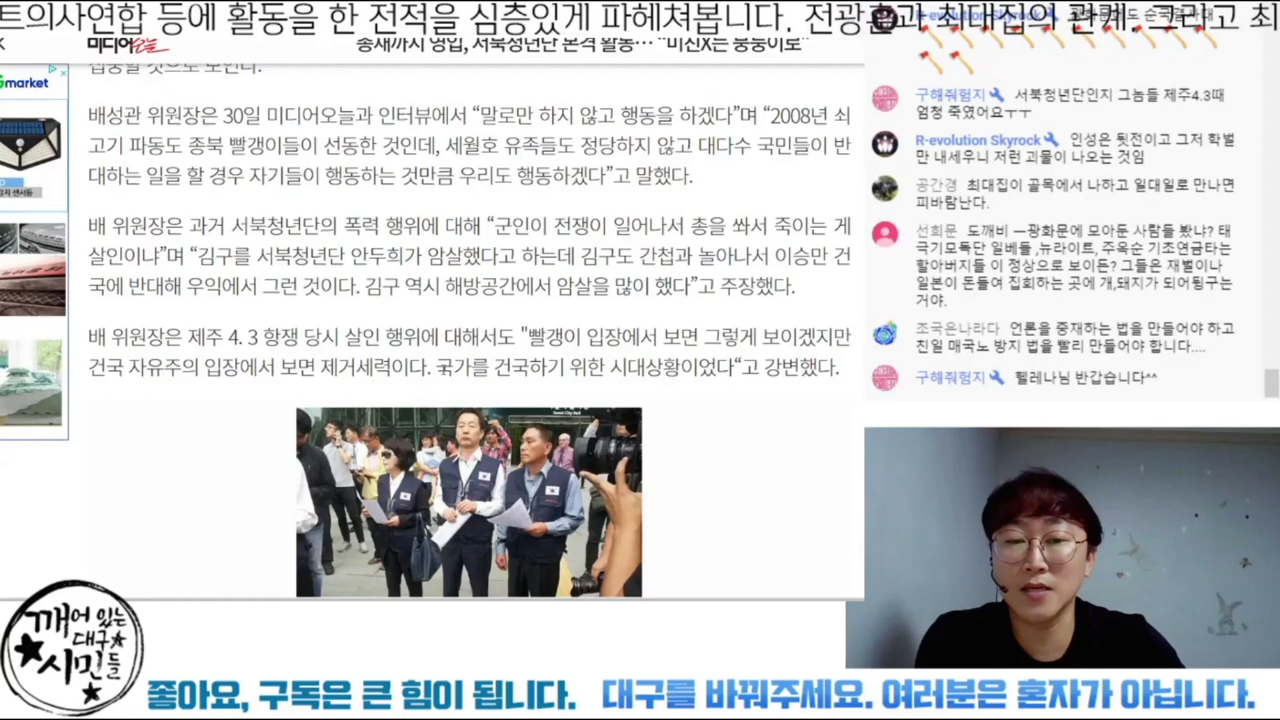 트의사연합 등에 활동을 한 전적을 심층있게 파헤쳐봅니다. 전광훈과 최대집의 관계. 그리고 최
미디어오늘
총재까지 영입, 서북청년단 본격 활동… "미친X는 몽둥이로"
집중할 것으로 보인다.
Gmarket
배성관 위원장은 30일 미디어오늘과 인터뷰에서 “말로만 하지 않고 행동을 하겠다”며 “2008년 쇠
고기 파동도 종북 빨갱이들이 선동한 것인데, 세월호 유족들도 정당하지 않고 대다수 국민들이 반
대하는 일을 할 경우 자기들이 행동하는 것만큼 우리도 행동하겠다”고 말했다.
배 위원장은 과거 서북청년단의 폭력 행위에 대해 “군인이 전쟁이 일어나서 총을 쏴서 죽이는 게
살인이냐”며 “김구를 서북청년단 안두희가 암살했다고 하는데 김구도 간첩과 놀아나서 이승만 건
국에 반대해 우익에서 그런 것이다. 김구 역시 해방공간에서 암살을 많이 했다”고 주장했다.
배 위원장은 제주 4. 3 항쟁 당시 살인 행위에 대해서도 "빨갱이 입장에서 보면 그렇게 보이겠지만
건국 자유주의 입장에서 보면 제거세력이다. 국가를 건국하기 위한 시대상황이었다“고 강변했다.
R-evolution Skyrock
구해줘험지 서북청년단인지 그놈들 제주4.3때
엄청 죽였어요ㅜㅜ
R-evolution Skyrock 인성은 뒷전이고 그저 학벌
만 내세우니 저런 괴물이 나오는 것임
공간경 최대집이 골목에서 나하고 일대일로 만나면
피바람난다.
선희문 도깨비 ㅡ광화문에 모아둔 사람들 봤냐? 태
극기모독단 일베들 ,뉴라이트, 주옥순 기초연금타는
할아버지들 이 정상으로 보이든? 그들은 재벌이나
일본이 돈들여 집회하는 곳에 개,돼지가 되어뒹구는
거야.
조국은나라다 언론을 중재하는 법을 만들어야 하고
친일 매국노 방지 법을 빨리 만들어야 합니다....
구해줘험지 헬레나님 반갑습니다^^
깨어 있는
대구
시민들
좋아요, 구독은 큰 힘이 됩니다. 대구를 바꿔주세요. 여러분은 혼자가 아닙니다.